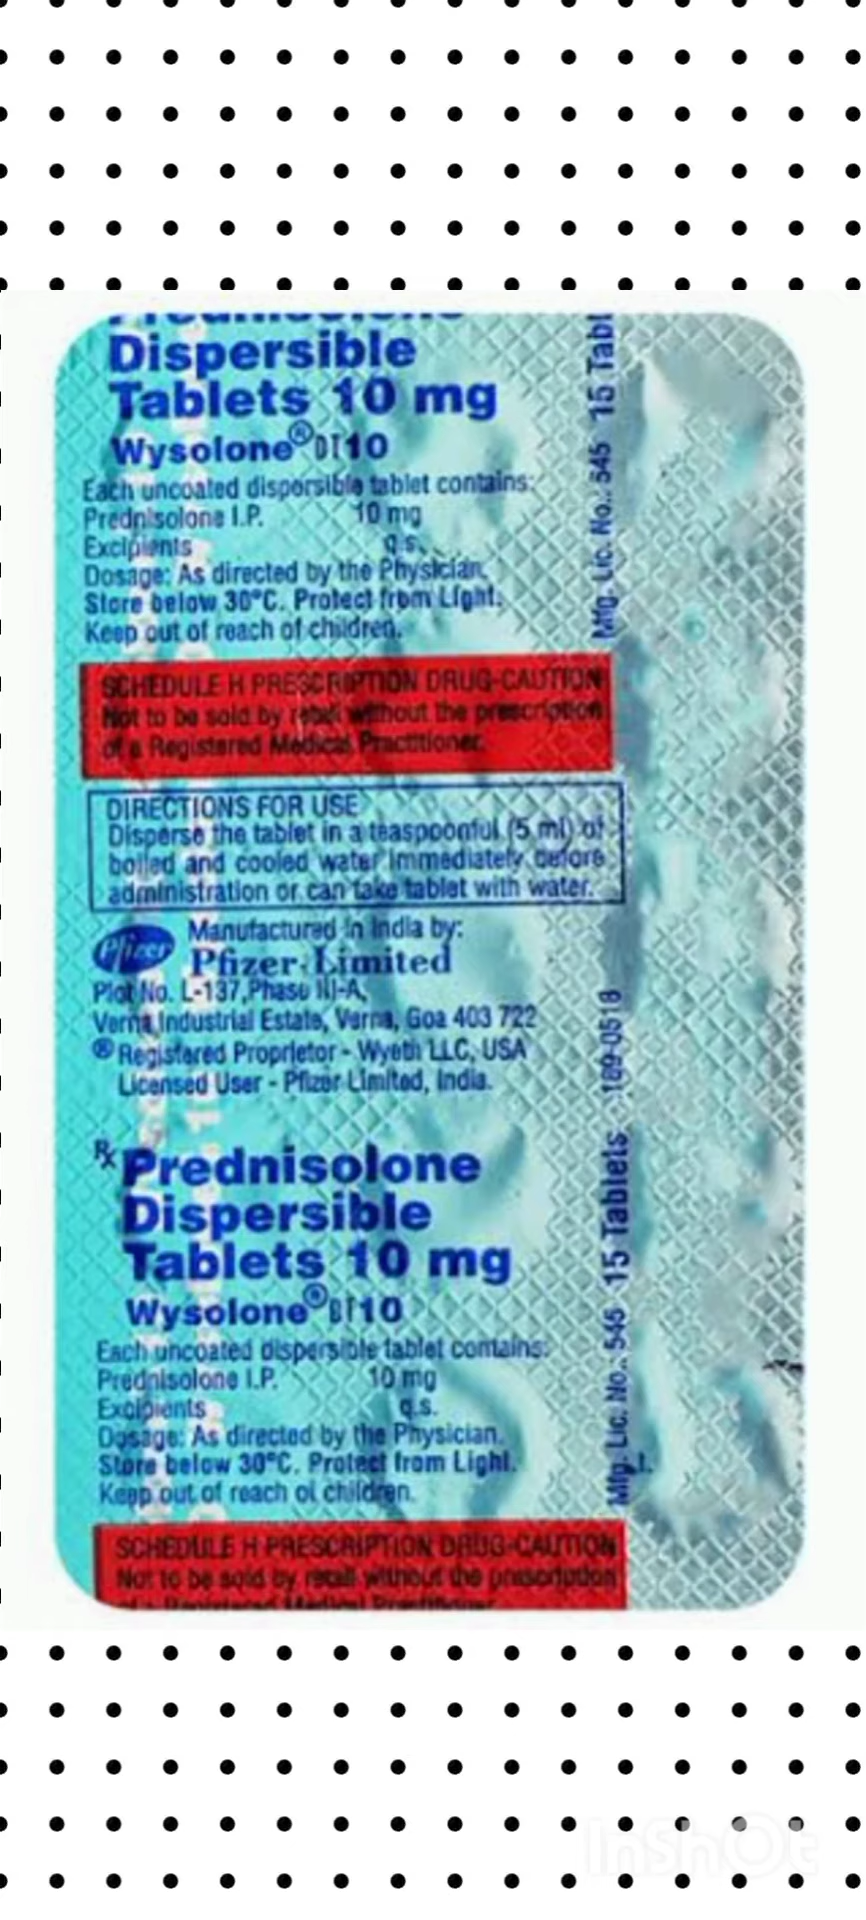 Dispersible
Tablets 10 mg
Wysolone® DT10
Each uncoated dispersible tablet contains:
Prednisolone I.P. 10 mg
Excipients q.s.
Dosage: As directed by the Physician.
Store below 30°C. Protect from Light.
Keep out of reach of children.
SCHEDULE H PRESCRIPTION DRUG-CAUTION
Not to be sold by retail without the prescription
of a Registered Medical Practitioner.
DIRECTIONS FOR USE
Disperse the tablet in a teaspoonful (5 ml) of
boiled and cooled water immediately before
administration or can take tablet with water.
Pfizer
Manufactured in India by:
Pfizer Limited
Plot No. L-137, Phase III-A,
Verna Industrial Estate, Verna, Goa 403 722
® Registered Proprietor - Wyeth LLC, USA
Licensed User - Pfizer Limited, India.
Rx Prednisolone
Dispersible
Tablets 10 mg
Wysolone® DT10
Each uncoated dispersible tablet contains:
Prednisolone I.P. 10 mg
Excipients q.s.
Dosage: As directed by the Physician.
Store below 30°C. Protect from Light.
Keep out of reach of children.
SCHEDULE H PRESCRIPTION DRUG-CAUTION
Not to be sold by retail without the prescription
of a Registered Medical Practitioner.
Mfg. Lic. No.: 545 15 Tabl
Mfg. Lic. No.: 545 15 Tablets 189-0518
InShOt